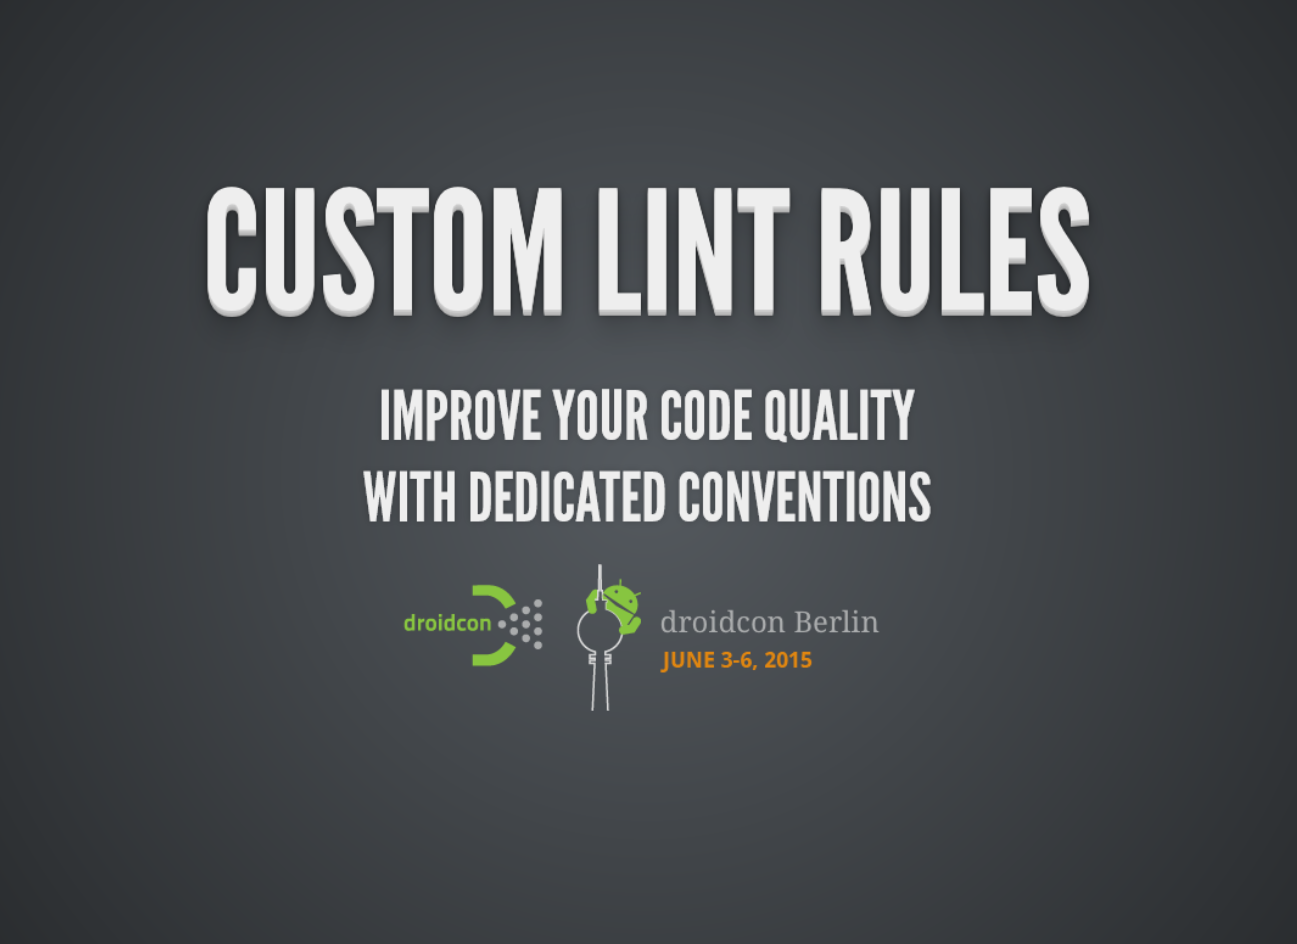 CUSTOM LINT RULES
IMPROVE YOUR CODE QUALITY
WITH DEDICATED CONVENTIONS
droidcon
droidcon Berlin
JUNE 3-6, 2015